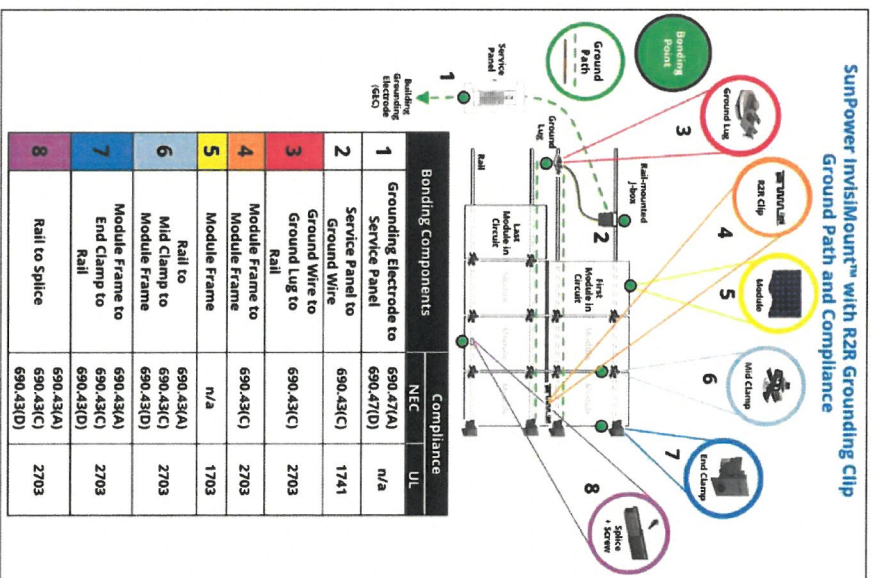 SunPower InvisiMount™ with R2R Grounding Clip
Ground Path and Compliance
Bonding
Point
Ground
Path
Ground Lug
3
R2R Clip
4
Module
5
Mid Clamp
6
End Clamp
7
Splice
+ Screw
8
Service
Panel
1
Building
Grounding
Electrode
(GEC)
Ground
Lug
Rail
Rail-mounted
J-box
2
Last
Module in
Circuit
First
Module in
Circuit
Bonding Components
Compliance
NEC
UL
1
Grounding Electrode to
Service Panel
690.47(A)
690.47(D)
n/a
2
Service Panel to
Ground Wire
690.43(C)
1741
3
Ground Wire to
Ground Lug to
Rail
690.43(C)
2703
4
Module Frame to
Module Frame
690.43(C)
2703
5
Module Frame
n/a
1703
6
Rail to
Mid Clamp to
Module Frame
690.43(A)
690.43(C)
690.43(D)
2703
7
Module Frame to
End Clamp to
Rail
690.43(A)
690.43(C)
690.43(D)
2703
8
Rail to Splice
690.43(A)
690.43(C)
690.43(D)
2703